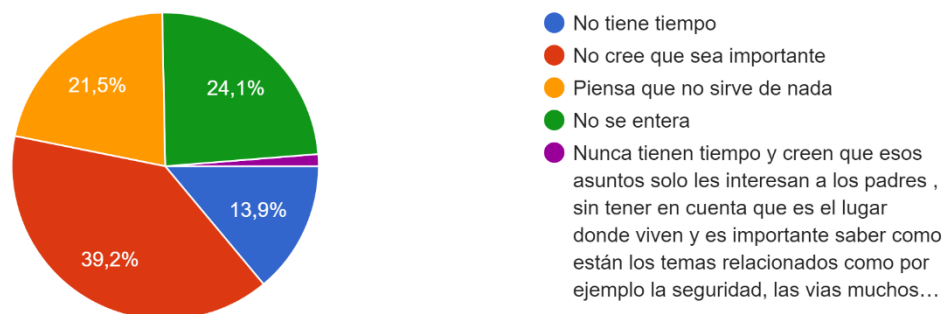 21,5%
24,1%
13,9%
39,2%
No tiene tiempo
No cree que sea importante
Piensa que no sirve de nada
No se entera
Nunca tienen tiempo y creen que esos
asuntos solo les interesan a los padres ,
sin tener en cuenta que es el lugar
donde viven y es importante saber como
están los temas relacionados como por
ejemplo la seguridad, las vias muchos…